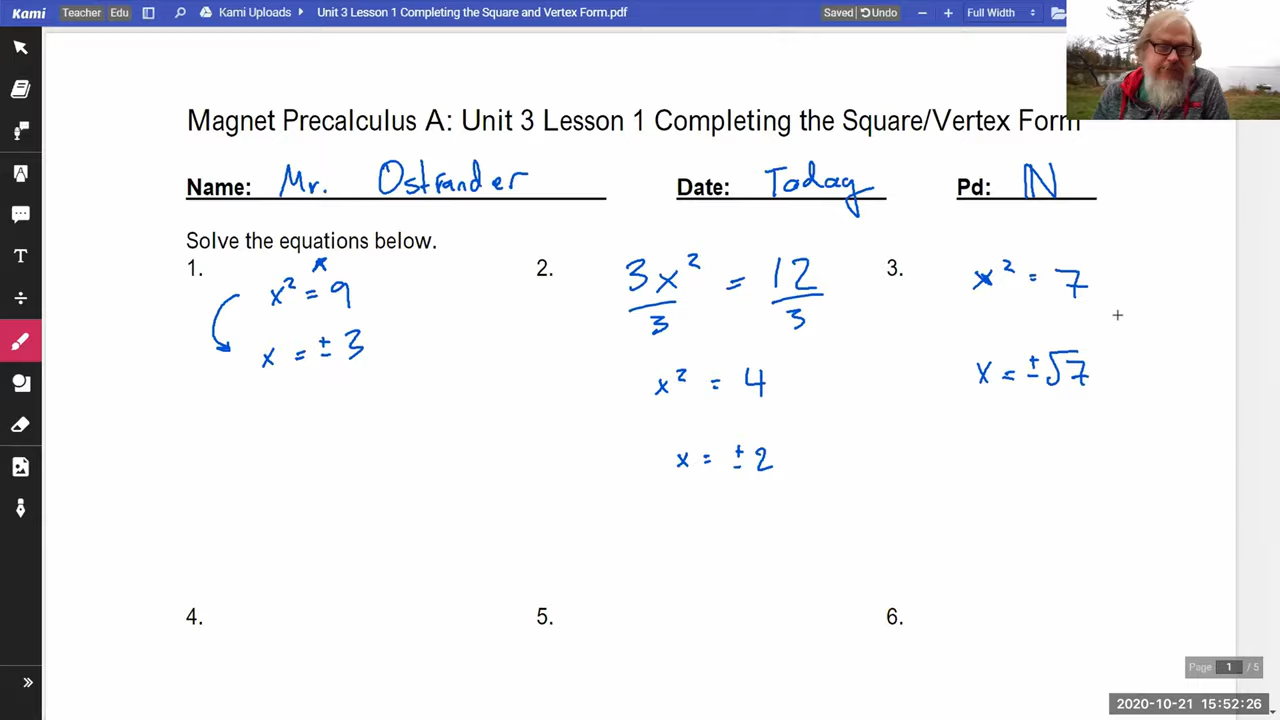 Kami Teacher Edu Kami Uploads Unit 3 Lesson 1 Completing the Square and Vertex Form.pdf Saved Undo Full Width
Magnet Precalculus A: Unit 3 Lesson 1 Completing the Square/Vertex Form
Name: Mr. Ostrander Date: Today Pd: N
Solve the equations below.
1. 2. 3.
x² = 9 3x² = 12 x² = 7
3 3
x = ± 3 x² = 4 x = ±√7
x = ± 2
4. 5. 6.
Page 1 / 5
2020-10-21 15:52:26